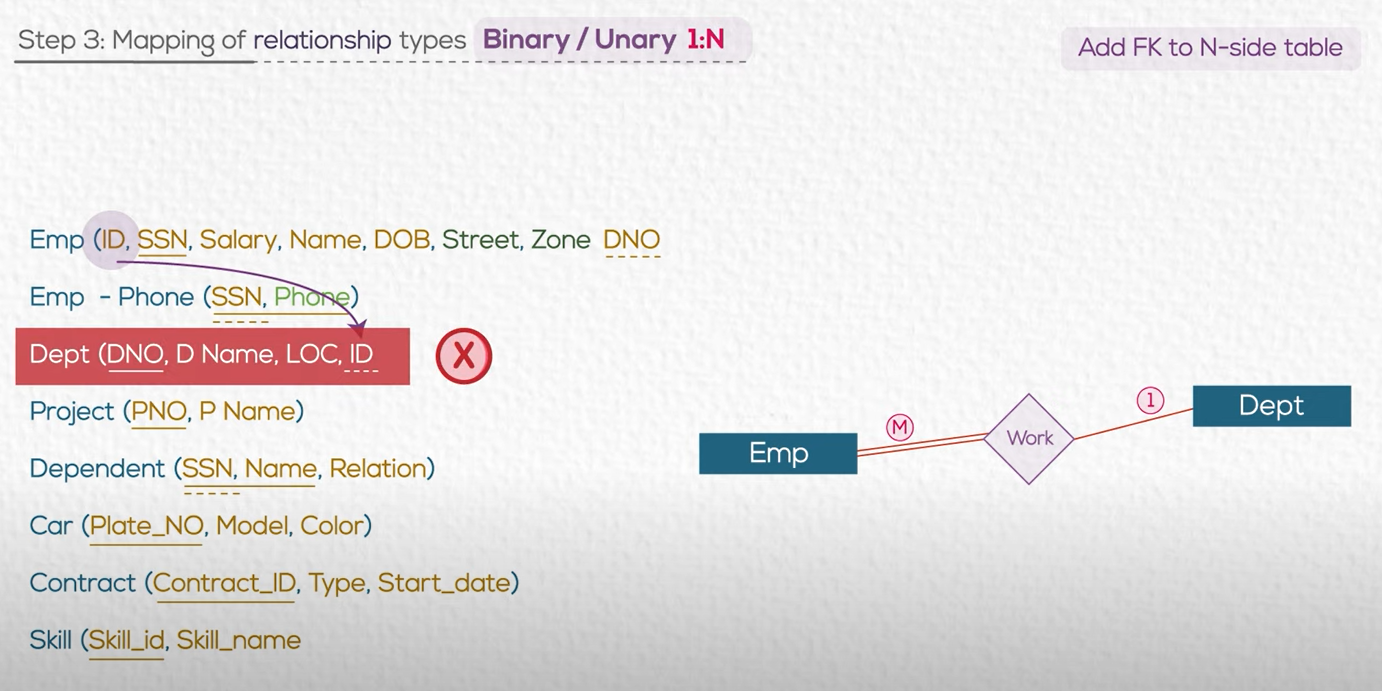 Step 3: Mapping of relationship types Binary / Unary 1:N
Add FK to N-side table
Emp (ID, SSN, Salary, Name, DOB, Street, Zone DNO
Emp - Phone (SSN, Phone)
Dept (DNO, D Name, LOC, ID
X
Project (PNO, P Name)
Dependent (SSN, Name, Relation)
Car (Plate_NO, Model, Color)
Contract (Contract_ID, Type, Start_date)
Skill (Skill_id, Skill_name
Emp
M
Work
1
Dept